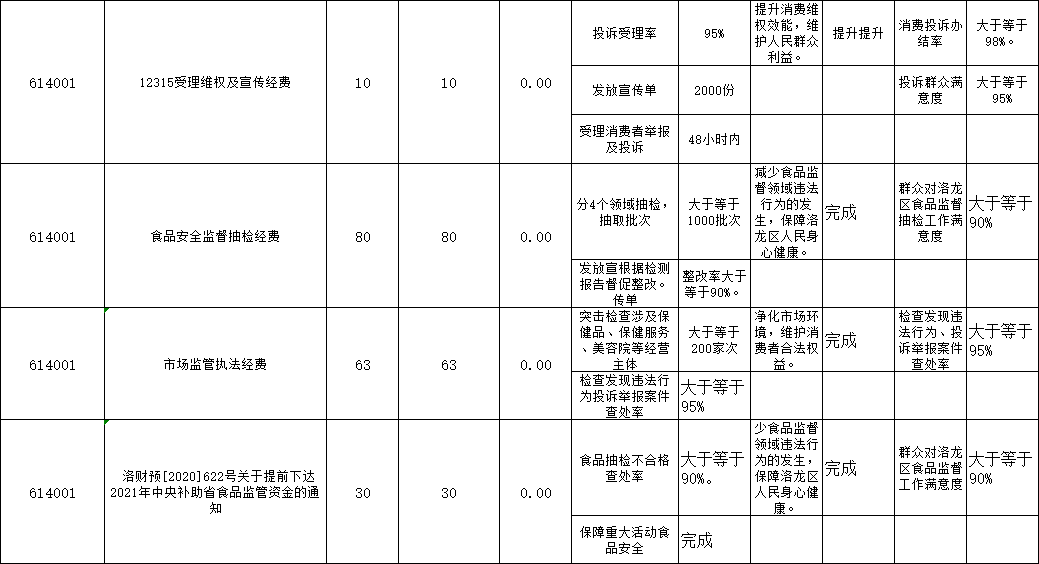 614001
12315受理维权及宣传经费
10
10
0.00
投诉受理率
95%
提升消费维
权效能，维
护人民群众
利益。
提升提升
消费投诉办
结率
大于等于
98%。
发放宣传单
2000份
投诉群众满
意度
大于等于
95%
受理消费者举报
及投诉
48小时内
614001
食品安全监督抽检经费
80
80
0.00
分4个领域抽检，
抽取批次
大于等于
1000批次
减少食品监
督领域违法
行为的发
生，保障洛
龙区人民身
心健康。
完成
群众对洛龙
区食品监督
抽检工作满
意度
大于等于
90%
发放宣根据检测
报告督促整改。
传单
整改率大于
等于90%。
614001
市场监管执法经费
63
63
0.00
突击检查涉及保
健品、保健服务
、美容院等经营
主体
大于等于
200家次
净化市场环
境，维护消
费者合法权
益。
完成
检查发现违
法行为、投
诉举报案件
查处率
大于等于
95%
检查发现违法行
为投诉举报案件
查处率
大于等于
95%
614001
洛财预[2020]622号关于提前下达
2021年中央补助省食品监管资金的通
知
30
30
0.00
食品抽检不合格
查处率
大于等于
90%。
少食品监督
领域违法行
为的发生，
保障洛龙区
人民身心健
康。
完成
群众对洛龙
区食品监督
工作满意度
大于等于
90%
保障重大活动食
品安全
完成